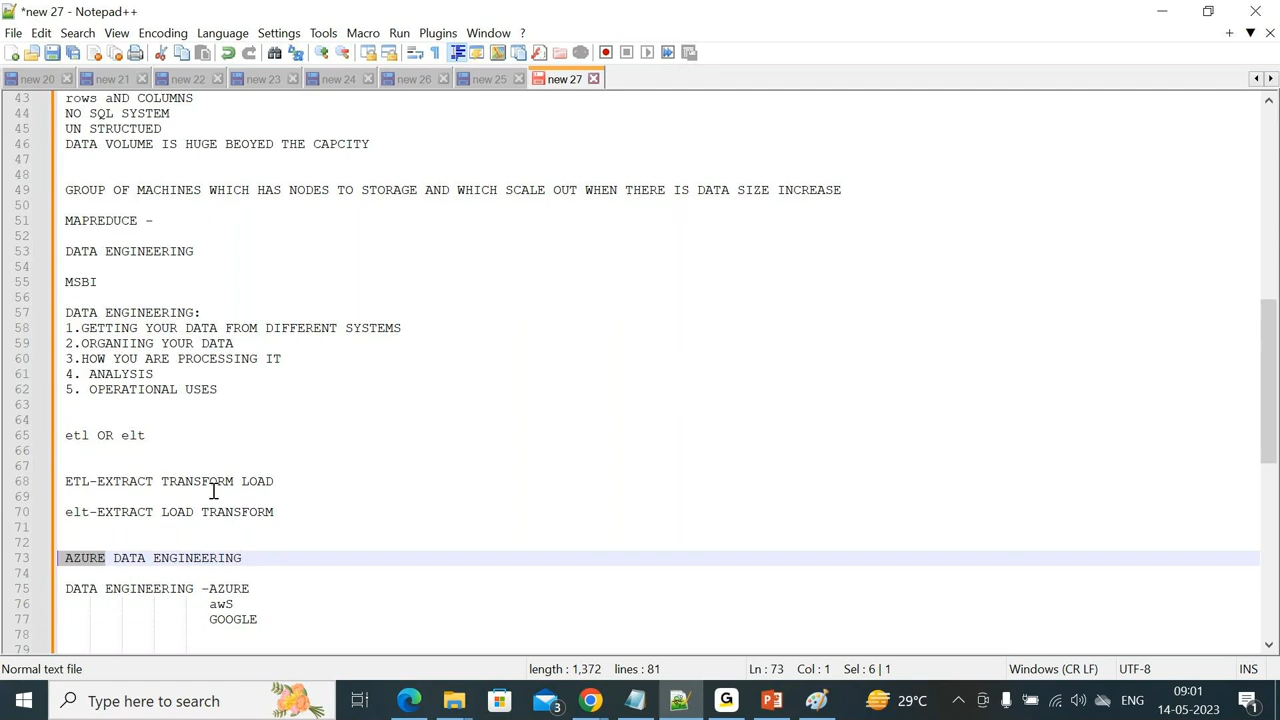 *new 27 - Notepad++
File Edit Search View Encoding Language Settings Tools Macro Run Plugins Window ?
new 20 new 21 new 22 new 23 new 24 new 26 new 25 new 27
43 rows aND COLUMNS
44 NO SQL SYSTEM
45 UN STRUCTUED
46 DATA VOLUME IS HUGE BEOYED THE CAPCITY
47
48
49 GROUP OF MACHINES WHICH HAS NODES TO STORAGE AND WHICH SCALE OUT WHEN THERE IS DATA SIZE INCREASE
50
51 MAPREDUCE -
52
53 DATA ENGINEERING
54
55 MSBI
56
57 DATA ENGINEERING:
58 1.GETTING YOUR DATA FROM DIFFERENT SYSTEMS
59 2.ORGANIING YOUR DATA
60 3.HOW YOU ARE PROCESSING IT
61 4. ANALYSIS
62 5. OPERATIONAL USES
63
64
65 etl OR elt
66
67
68 ETL-EXTRACT TRANSFORM LOAD
69
70 elt-EXTRACT LOAD TRANSFORM
71
72
73 AZURE DATA ENGINEERING
74
75 DATA ENGINEERING -AZURE
76 awS
77 GOOGLE
78
79
Normal text file length : 1,372 lines : 81 Ln : 73 Col : 1 Sel : 6 | 1 Windows (CR LF) UTF-8 INS
Type here to search 3 29°C ENG 09:01 14-05-2023 1